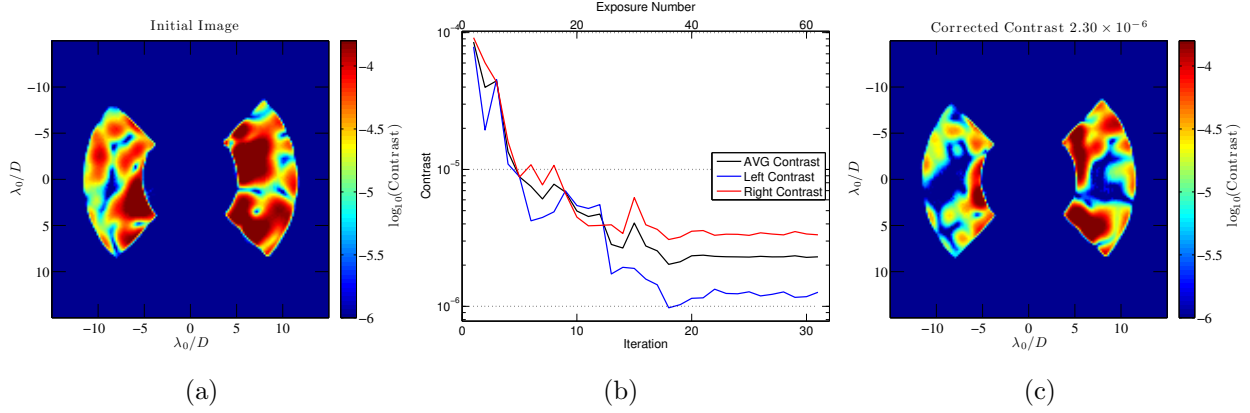 Initial Image
−10
−5
0
5
10
λ₀/D
−10 −5 0 5 10
λ₀/D
−4
−4.5
−5
−5.5
−6
log₁₀(Contrast)
(a)
Exposure Number
0 20 40 60
10⁻⁴
10⁻⁵
10⁻⁶
Contrast
AVG Contrast
Left Contrast
Right Contrast
0 10 20 30
Iteration
(b)
Corrected Contrast 2.30 × 10⁻⁶
−10
−5
0
5
10
λ₀/D
−10 −5 0 5 10
λ₀/D
−4
−4.5
−5
−5.5
−6
log₁₀(Contrast)
(c)